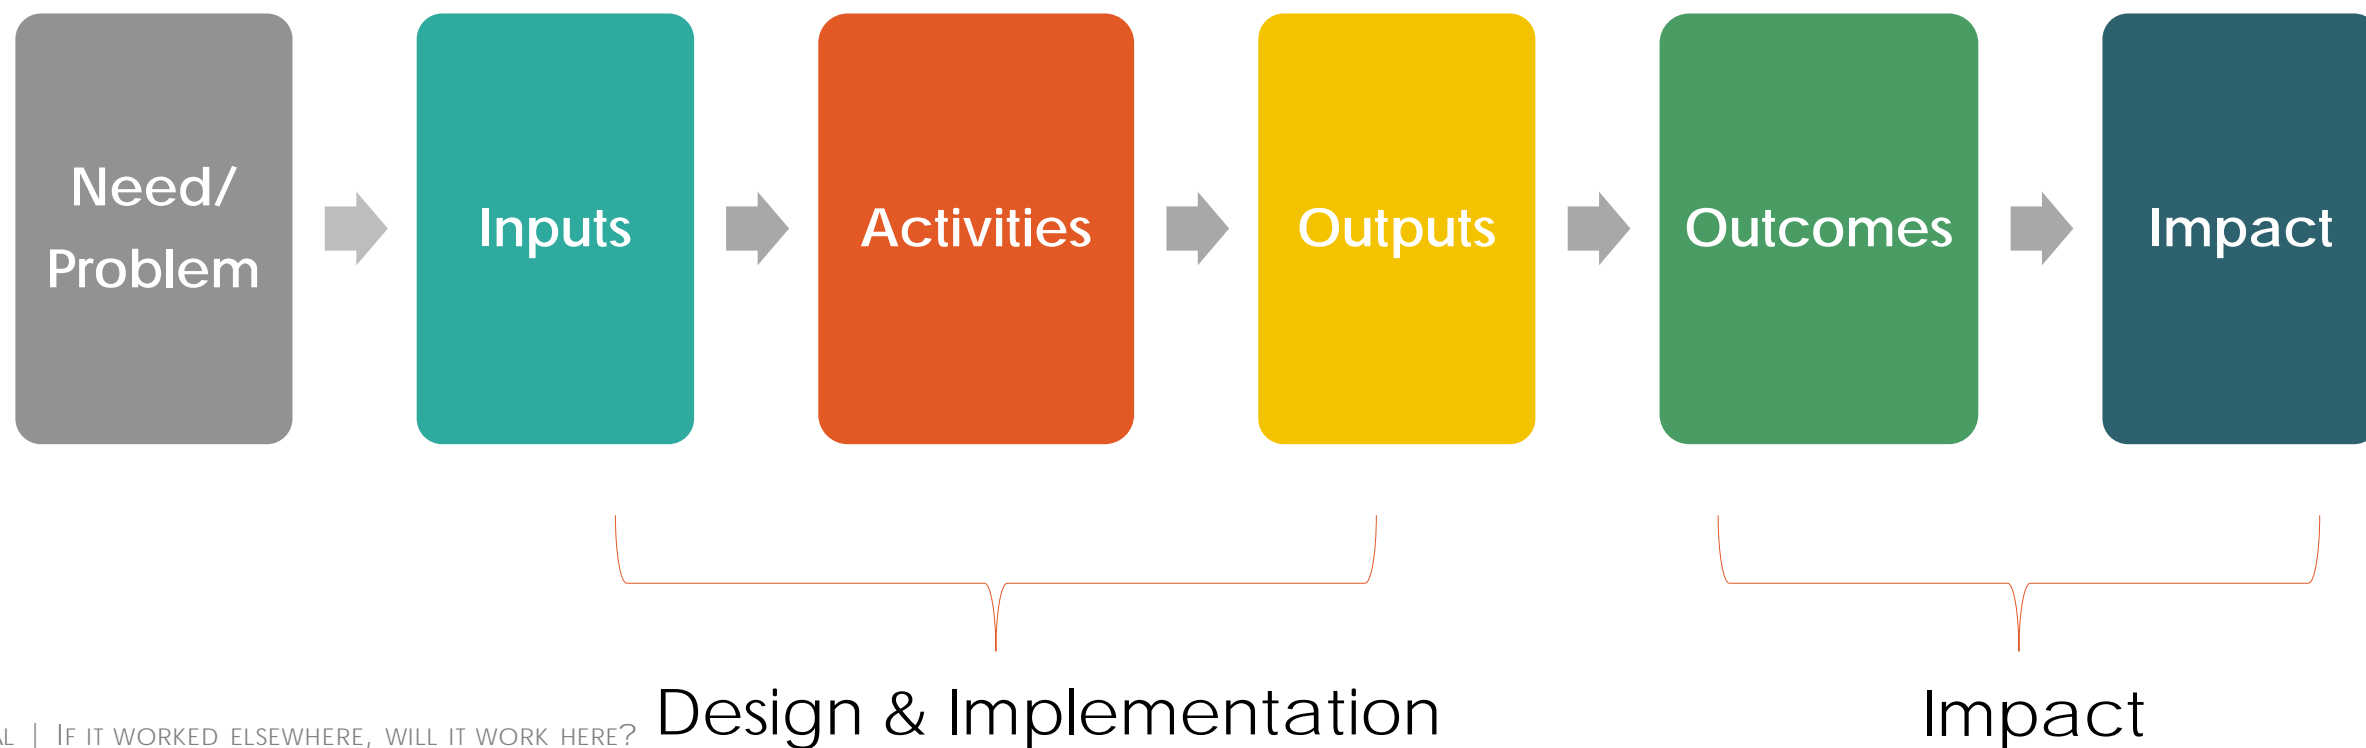 Need/
Problem
Inputs
Activities
Outputs
Outcomes
Impact
Design & Implementation
Impact
| IF IT WORKED ELSEWHERE, WILL IT WORK HERE?